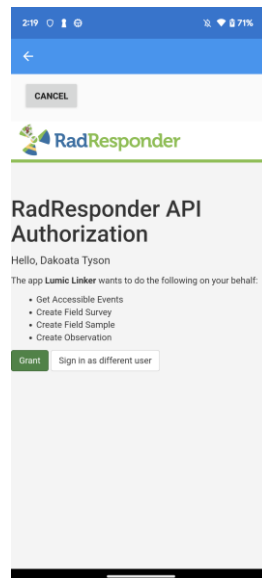 2:19 71%
CANCEL
RadResponder
RadResponder API
Authorization
Hello, Dakoata Tyson
The app Lumic Linker wants to do the following on your behalf:
• Get Accessible Events
• Create Field Survey
• Create Field Sample
• Create Observation
Grant Sign in as different user